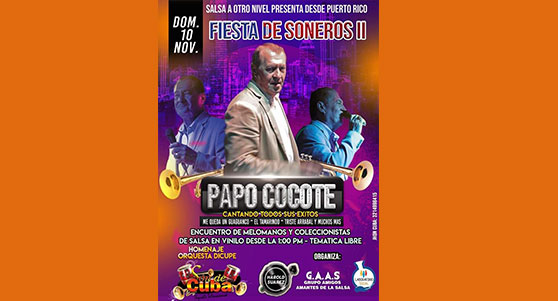 SALSA A OTRO NIVEL PRESENTA DESDE PUERTO RICO
DOM.
10
NOV.
FIESTA DE SONEROS II
PAPO COCOTE
CANTANDO TODOS SUS EXITOS
ME QUEDA UN GUAGUANCO * EL TAMARINDO * TRISTE ARRABAL Y MUCHOS MAS
ENCUENTRO DE MELOMANOS Y COLECCIONISTAS
DE SALSA EN VINILO DESDE LA 1:00 PM - TEMATICA LIBRE
HOMENAJE
ORQUESTA DICUPE
ORGANIZA:
Son de
Cuba
HAROLD
SUAREZ
G.A.A.S
GRUPO AMIGOS
AMANTES DE LA SALSA